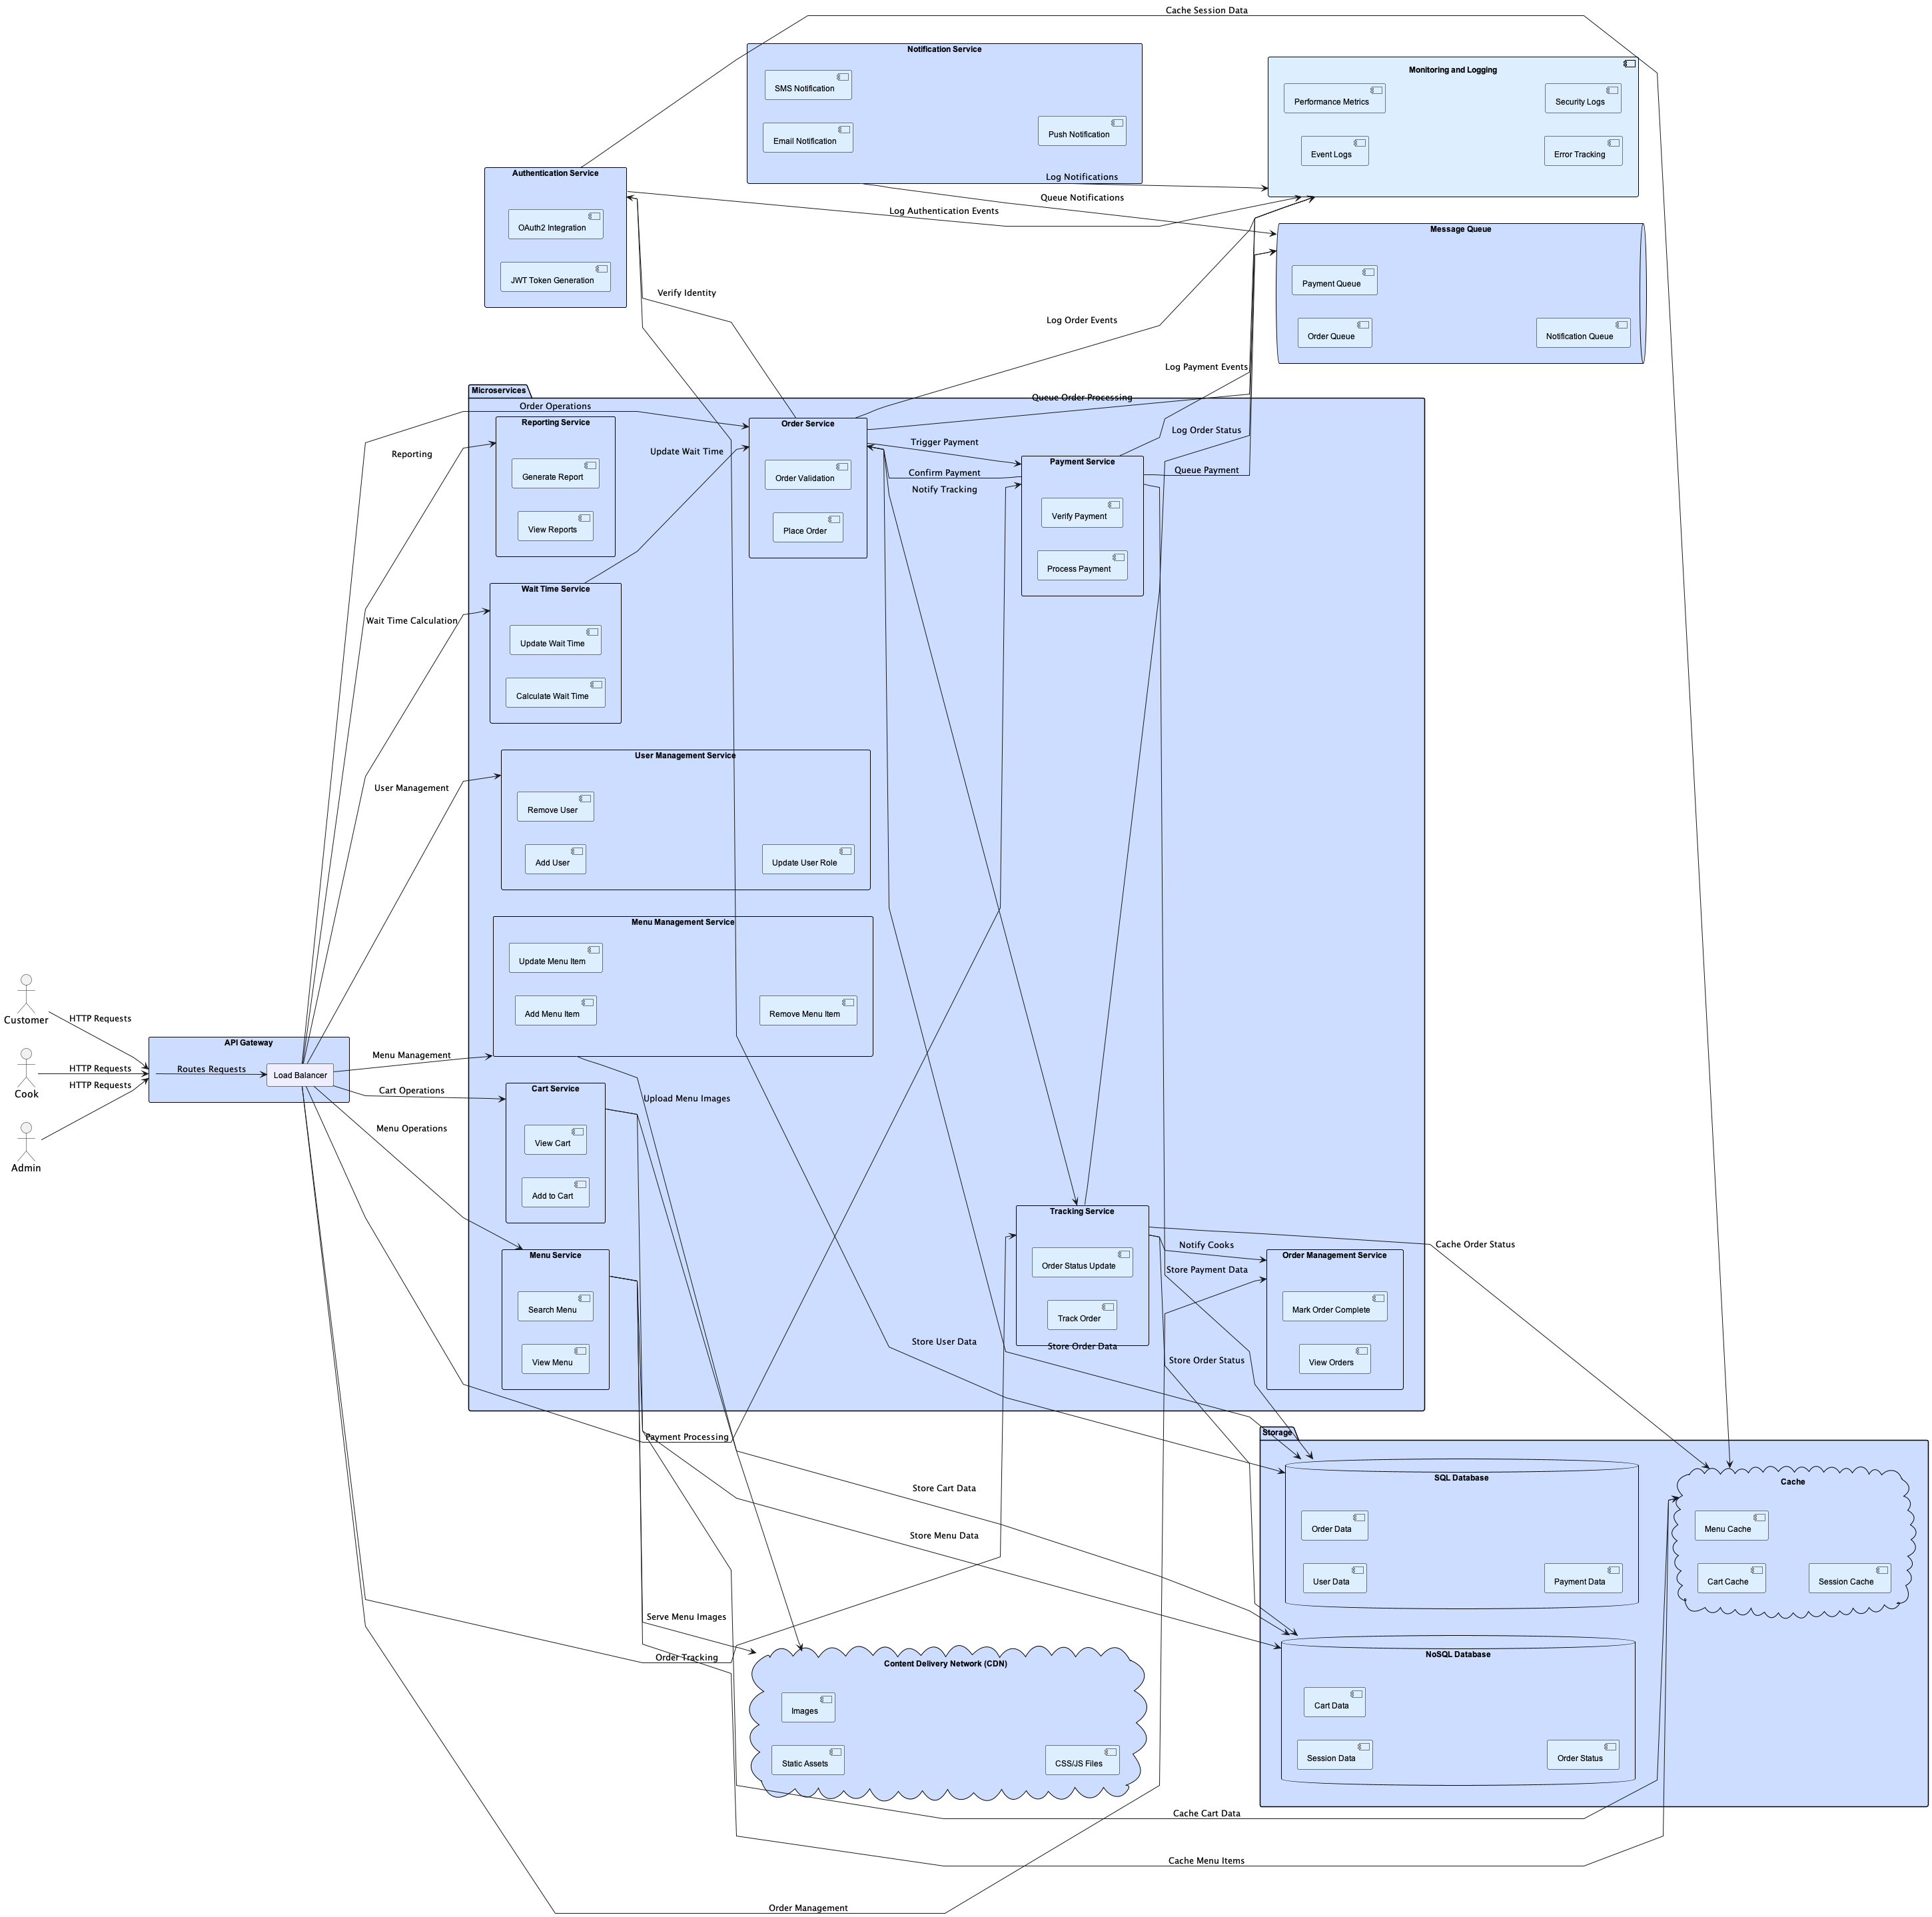 Cache Session Data
Notification Service
SMS Notification
Email Notification
Push Notification
Monitoring and Logging
Performance Metrics
Security Logs
Event Logs
Error Tracking
Authentication Service
OAuth2 Integration
JWT Token Generation
Log Notifications
Queue Notifications
Log Authentication Events
Message Queue
Payment Queue
Order Queue
Notification Queue
Verify Identity
Log Order Events
Log Payment Events
Microservices
Order Operations
Queue Order Processing
Reporting Service
Generate Report
View Reports
Reporting
Update Wait Time
Order Service
Order Validation
Place Order
Trigger Payment
Confirm Payment
Notify Tracking
Log Order Status
Queue Payment
Payment Service
Verify Payment
Process Payment
Wait Time Service
Update Wait Time
Calculate Wait Time
Wait Time Calculation
User Management Service
Remove User
Add User
Update User Role
User Management
Menu Management Service
Update Menu Item
Add Menu Item
Remove Menu Item
Customer
Cook
Admin
HTTP Requests
HTTP Requests
HTTP Requests
API Gateway
Routes Requests
Load Balancer
Menu Management
Cart Operations
Menu Operations
Cart Service
View Cart
Add to Cart
Upload Menu Images
Menu Service
Search Menu
View Menu
Tracking Service
Order Status Update
Track Order
Notify Cooks
Store Payment Data
Order Management Service
Mark Order Complete
View Orders
Cache Order Status
Store User Data
Store Order Data
Store Order Status
Payment Processing
Storage
SQL Database
Order Data
User Data
Payment Data
Cache
Menu Cache
Cart Cache
Session Cache
Store Cart Data
Store Menu Data
Serve Menu Images
Order Tracking
Content Delivery Network (CDN)
Images
Static Assets
CSS/JS Files
NoSQL Database
Cart Data
Session Data
Order Status
Cache Cart Data
Cache Menu Items
Order Management